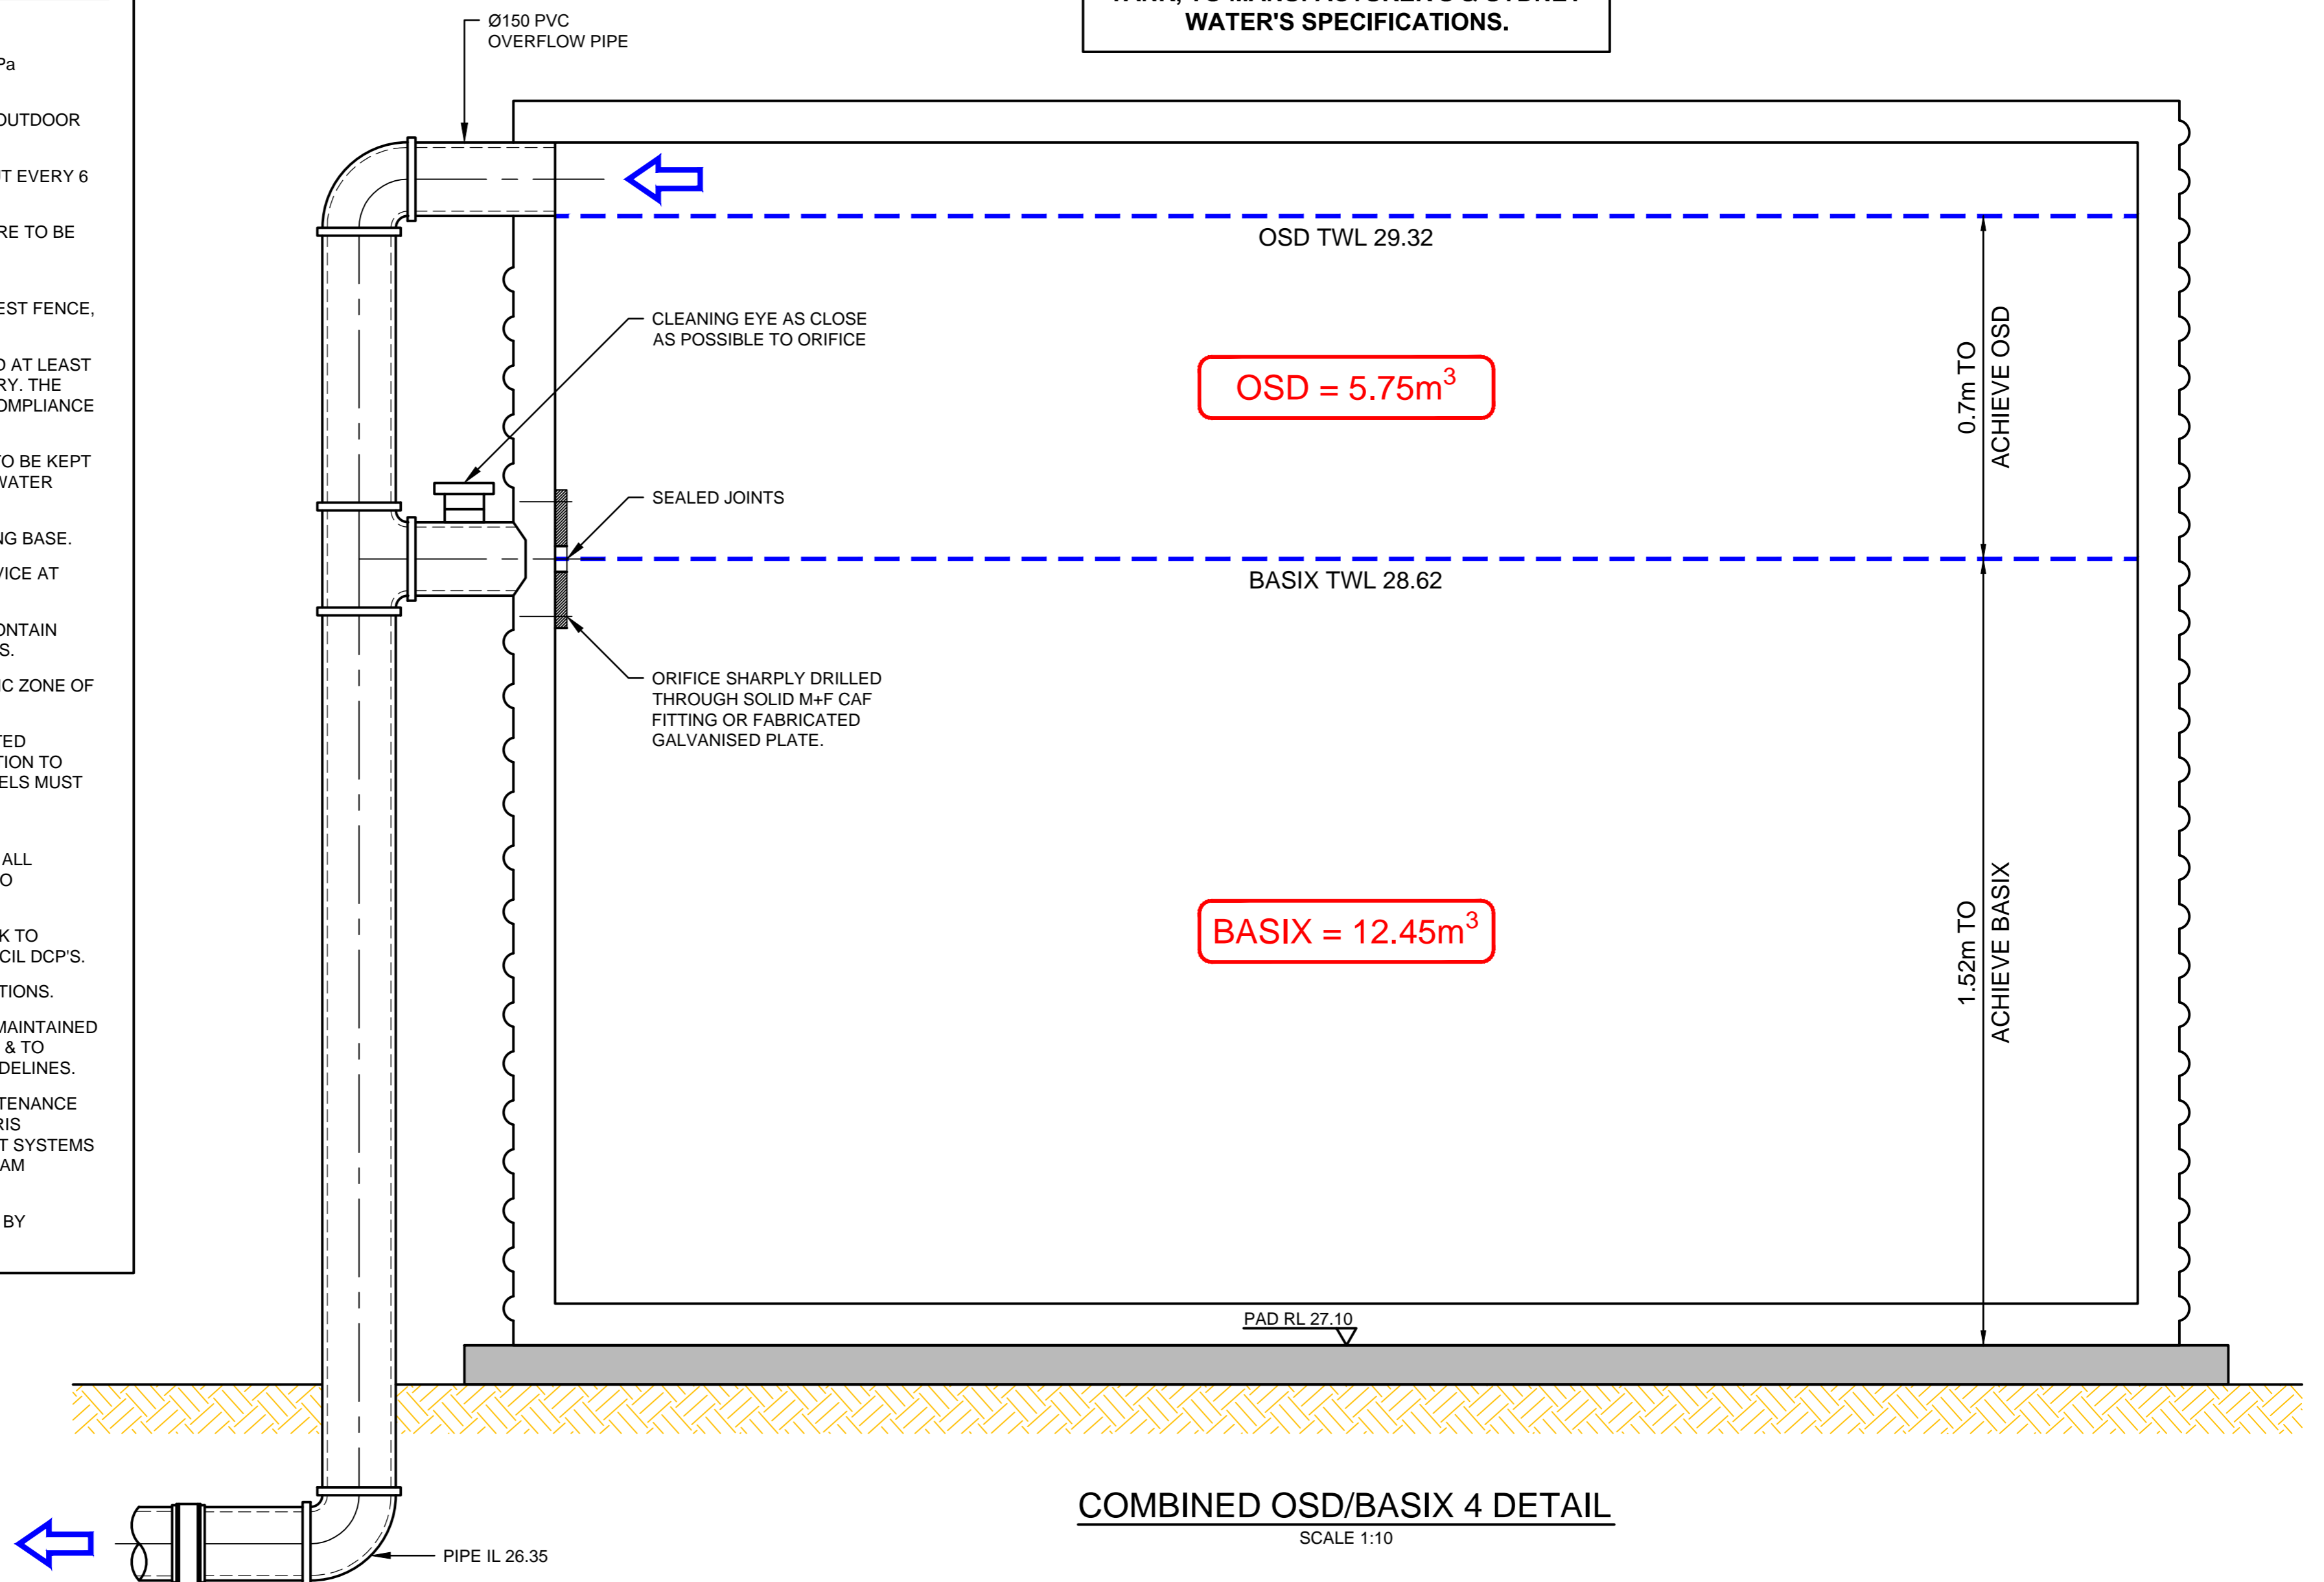 Pa
OUTDOOR
UT EVERY 6
RE TO BE
EST FENCE,
D AT LEAST
RY. THE
OMPLIANCE
TO BE KEPT
WATER
NG BASE.
VICE AT
ONTAIN
S.
IC ZONE OF
TED
TION TO
ELS MUST
ALL
O
K TO
CIL DCP'S.
TIONS.
MAINTAINED
& TO
DELINES.
TENANCE
RIS
T SYSTEMS
AM
BY
WATER'S SPECIFICATIONS.
Ø150 PVC
OVERFLOW PIPE
OSD TWL 29.32
CLEANING EYE AS CLOSE
AS POSSIBLE TO ORIFICE
OSD = 5.75m³
0.7m TO
ACHIEVE OSD
SEALED JOINTS
BASIX TWL 28.62
ORIFICE SHARPLY DRILLED
THROUGH SOLID M+F CAF
FITTING OR FABRICATED
GALVANISED PLATE.
BASIX = 12.45m³
1.52m TO
ACHIEVE BASIX
PAD RL 27.10
COMBINED OSD/BASIX 4 DETAIL
SCALE 1:10
PIPE IL 26.35